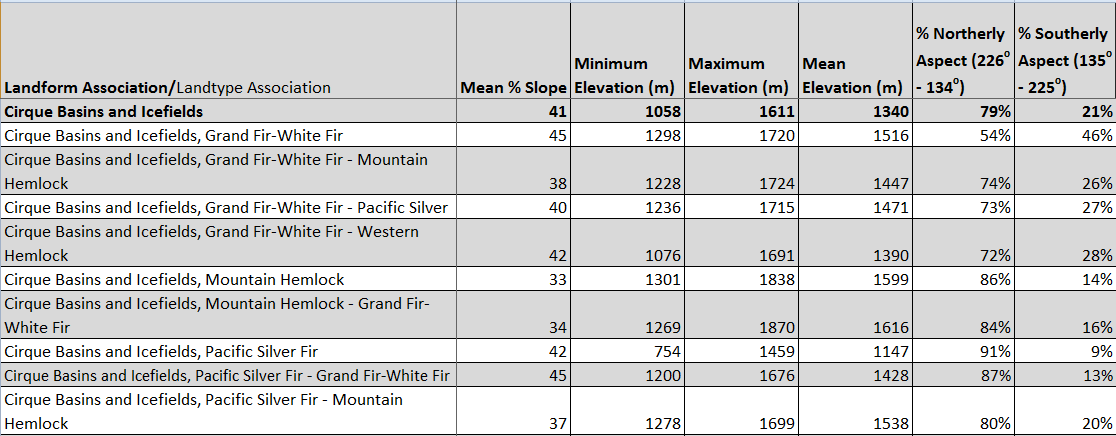 Landform Association/Landtype Association Mean % Slope Minimum Elevation (m) Maximum Elevation (m) Mean Elevation (m) % Northerly Aspect (226° - 134°) % Southerly Aspect (135° - 225°)
Cirque Basins and Icefields 41 1058 1611 1340 79% 21%
Cirque Basins and Icefields, Grand Fir-White Fir 45 1298 1720 1516 54% 46%
Cirque Basins and Icefields, Grand Fir-White Fir - Mountain
Hemlock 38 1228 1724 1447 74% 26%
Cirque Basins and Icefields, Grand Fir-White Fir - Pacific Silver 40 1236 1715 1471 73% 27%
Cirque Basins and Icefields, Grand Fir-White Fir - Western
Hemlock 42 1076 1691 1390 72% 28%
Cirque Basins and Icefields, Mountain Hemlock 33 1301 1838 1599 86% 14%
Cirque Basins and Icefields, Mountain Hemlock - Grand Fir-
White Fir 34 1269 1870 1616 84% 16%
Cirque Basins and Icefields, Pacific Silver Fir 42 754 1459 1147 91% 9%
Cirque Basins and Icefields, Pacific Silver Fir - Grand Fir-White Fir 45 1200 1676 1428 87% 13%
Cirque Basins and Icefields, Pacific Silver Fir - Mountain
Hemlock 37 1278 1699 1538 80% 20%